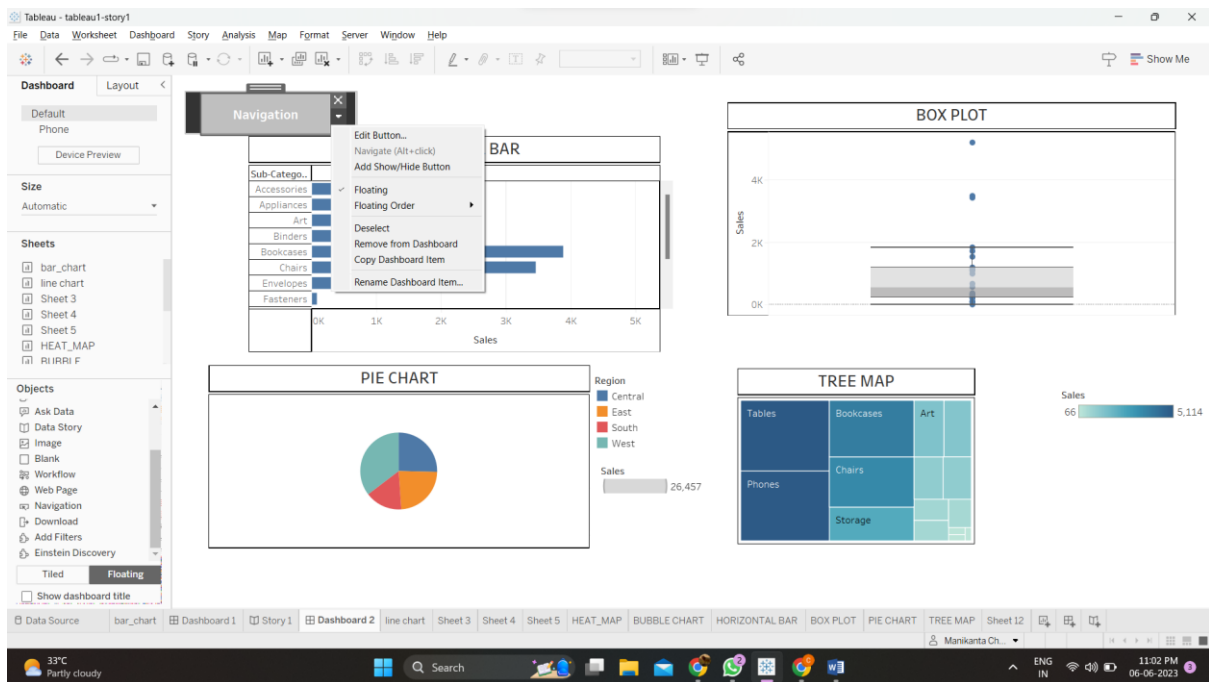 Tableau - tableau1-story1
File Data Worksheet Dashboard Story Analysis Map Format Server Window Help
Show Me
Dashboard Layout
Default
Phone
Device Preview
Size
Automatic
Sheets
bar_chart
line chart
Sheet 3
Sheet 4
Sheet 5
HEAT_MAP
BUBBLE
Objects
Ask Data
Data Story
Image
Blank
Workflow
Web Page
Navigation
Download
Add Filters
Einstein Discovery
Tiled Floating
Show dashboard title
Navigation
Edit Button...
Navigate (Alt+click)
Add Show/Hide Button
Floating
Floating Order
Deselect
Remove from Dashboard
Copy Dashboard Item
Rename Dashboard Item...
BAR
Sub-Catego..
Accessories
Appliances
Art
Binders
Bookcases
Chairs
Envelopes
Fasteners
0K 1K 2K 3K 4K 5K
Sales
BOX PLOT
4K
2K
0K
Sales
PIE CHART
Region
Central
East
South
West
Sales
26,457
TREE MAP
Tables Bookcases Art
Chairs
Phones
Storage
Sales
66 5,114
Data Source bar_chart Dashboard 1 Story 1 Dashboard 2 line chart Sheet 3 Sheet 4 Sheet 5 HEAT_MAP BUBBLE CHART HORIZONTAL BAR BOX PLOT PIE CHART TREE MAP Sheet 12
Manikanta Ch...
33°C
Partly cloudy
Search
2
ENG
IN
11:02 PM
06-06-2023
3